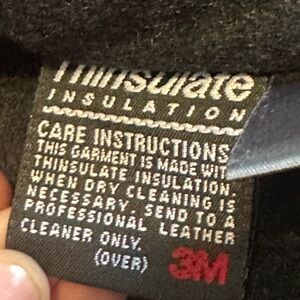 Thinsulate
INSULATION
CARE INSTRUCTIONS
THIS GARMENT IS MADE WIT
THINSULATE INSULATION.
WHEN DRY CLEANING IS
NECESSARY, SEND TO A
PROFESSIONAL LEATHER
CLEANER ONLY.
(OVER) 3M